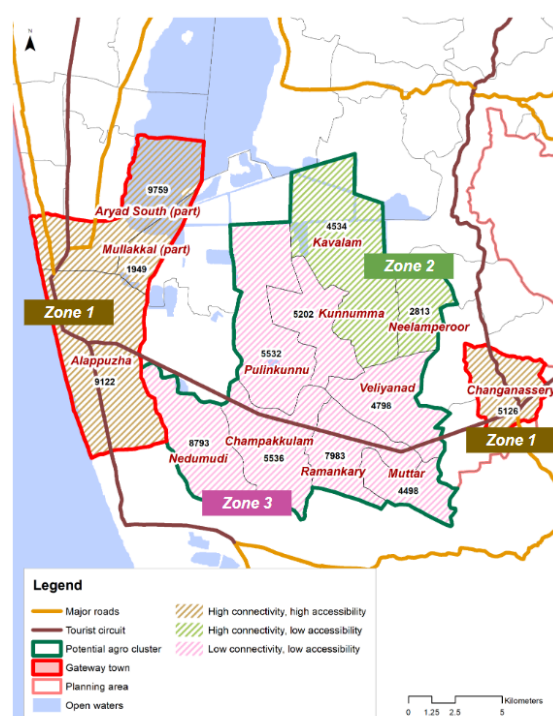 N
9759
Aryad South (part)
Mullakkal (part)
1949
4534
Kavalam
Zone 2
Zone 1
5202
Kunnumma
2813
Neelamperoor
5532
Pulinkunnu
Alappuzha
9122
Veliyanad
4798
Changanassery
5126
Zone 1
8793
Nedumudi
Champakkulam
5536
7983
Ramankary
Muttar
4498
Zone 3
Legend
Major roads
Tourist circuit
Potential agro cluster
Gateway town
Planning area
Open waters
High connectivity, high accessibility
High connectivity, low accessibility
Low connectivity, low accessibility
Kilometers
0 1.25 2.5 5